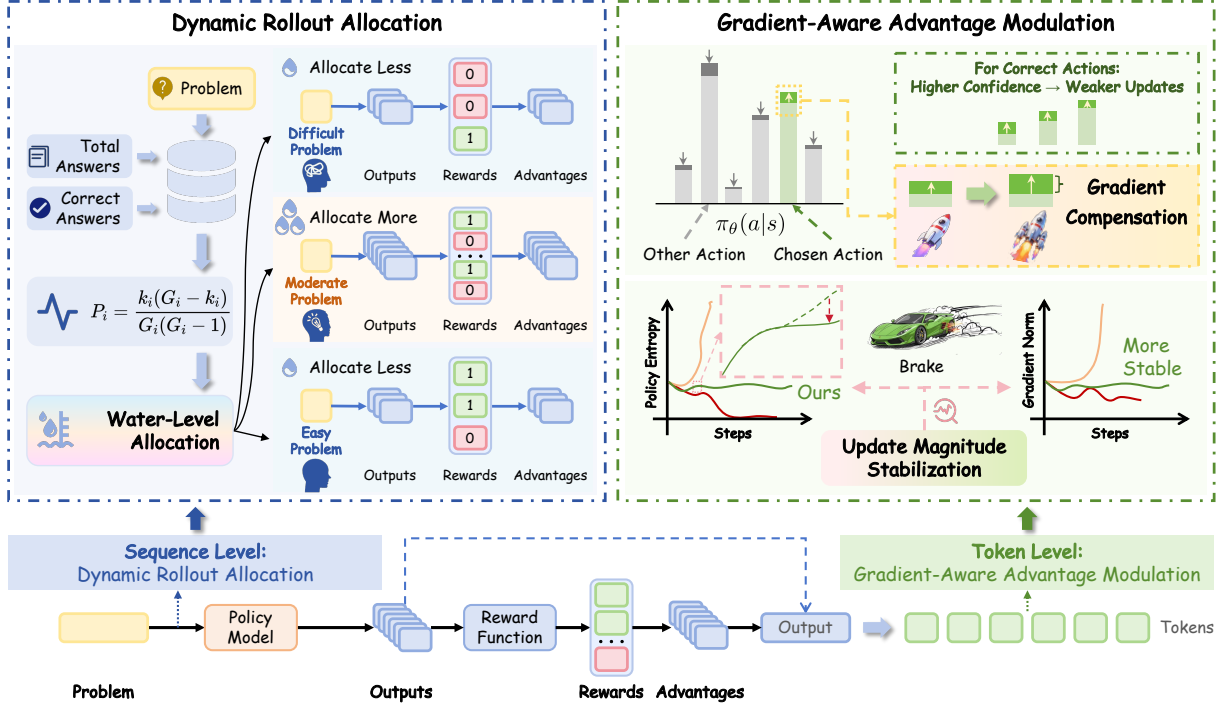 Dynamic Rollout Allocation
Problem
Total
Answers
Correct
Answers
P_i = k_i(G_i − k_i) / G_i(G_i − 1)
Water-Level
Allocation
Allocate Less
Difficult
Problem
0
0
1
Outputs
Rewards
Advantages
Allocate More
Moderate
Problem
1
0
...
1
0
Outputs
Rewards
Advantages
Allocate Less
Easy
Problem
1
1
0
Outputs
Rewards
Advantages
Gradient-Aware Advantage Modulation
π_θ(a|s)
Other Action
Chosen Action
For Correct Actions:
Higher Confidence → Weaker Updates
Gradient
Compensation
Policy Entropy
Steps
Ours
Brake
Gradient Norm
More
Stable
Steps
Update Magnitude
Stabilization
Sequence Level:
Dynamic Rollout Allocation
Token Level:
Gradient-Aware Advantage Modulation
Policy
Model
Reward
Function
...
Output
Tokens
Problem
Outputs
Rewards
Advantages